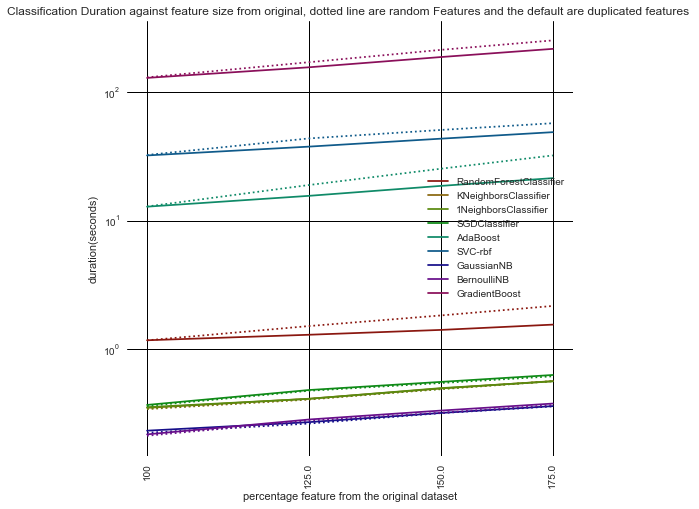 Classification Duration against feature size from original, dotted line are random Features and the default are duplicated features
10²
10¹
10⁰
duration(seconds)
RandomForestClassifier
KNeighborsClassifier
1NeighborsClassifier
SGDClassifier
AdaBoost
SVC-rbf
GaussianNB
BernoulliNB
GradientBoost
100
125.0
150.0
175.0
percentage feature from the original dataset